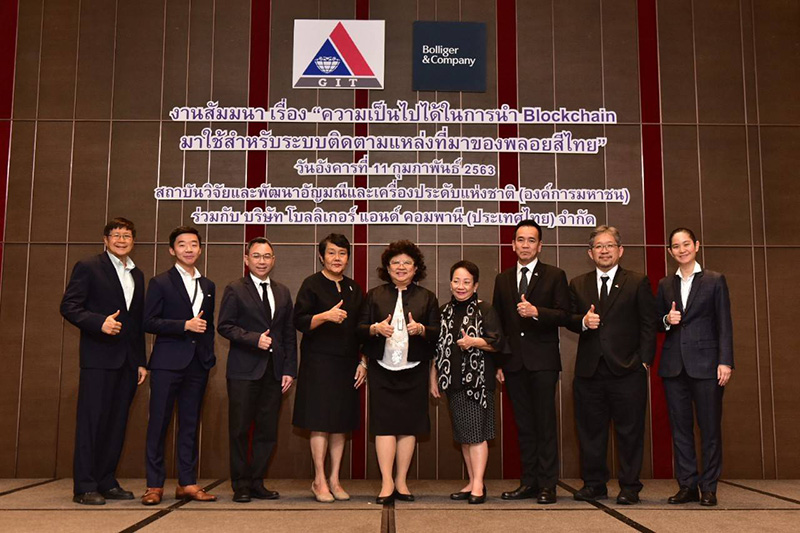 GIT
Bolliger
& Company
งานสัมมนา เรื่อง “ความเป็นไปได้ในการนำ Blockchain
มาใช้สำหรับระบบติดตามแหล่งที่มาของพลอยสีไทย”
วันอังคารที่ 11 กุมภาพันธ์ 2563
สถาบันวิจัยและพัฒนาอัญมณีและเครื่องประดับแห่งชาติ (องค์การมหาชน)
ร่วมกับ บริษัท โบลลิเกอร์ แอนด์ คอมพานี (ประเทศไทย) จำกัด